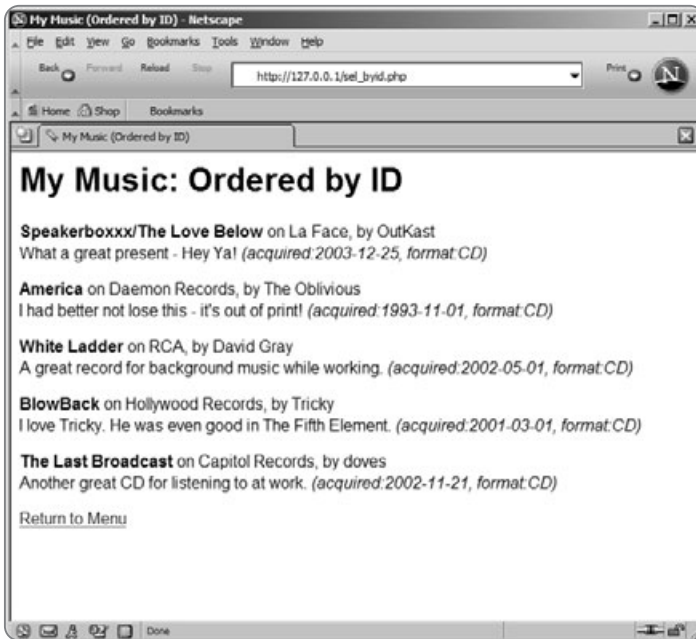 My Music (Ordered by ID) - Netscape
File Edit View Go Bookmarks Tools Window Help
Back Forward Reload Stop http://127.0.0.1/sel_byid.php Print N
Home Shop Bookmarks
My Music (Ordered by ID)
My Music: Ordered by ID
Speakerboxxx/The Love Below on La Face, by OutKast
What a great present - Hey Ya! (acquired:2003-12-25, format:CD)
America on Daemon Records, by The Oblivious
I had better not lose this - it's out of print! (acquired:1993-11-01, format:CD)
White Ladder on RCA, by David Gray
A great record for background music while working. (acquired:2002-05-01, format:CD)
BlowBack on Hollywood Records, by Tricky
I love Tricky. He was even good in The Fifth Element. (acquired:2001-03-01, format:CD)
The Last Broadcast on Capitol Records, by doves
Another great CD for listening to at work. (acquired:2002-11-21, format:CD)
Return to Menu
Done